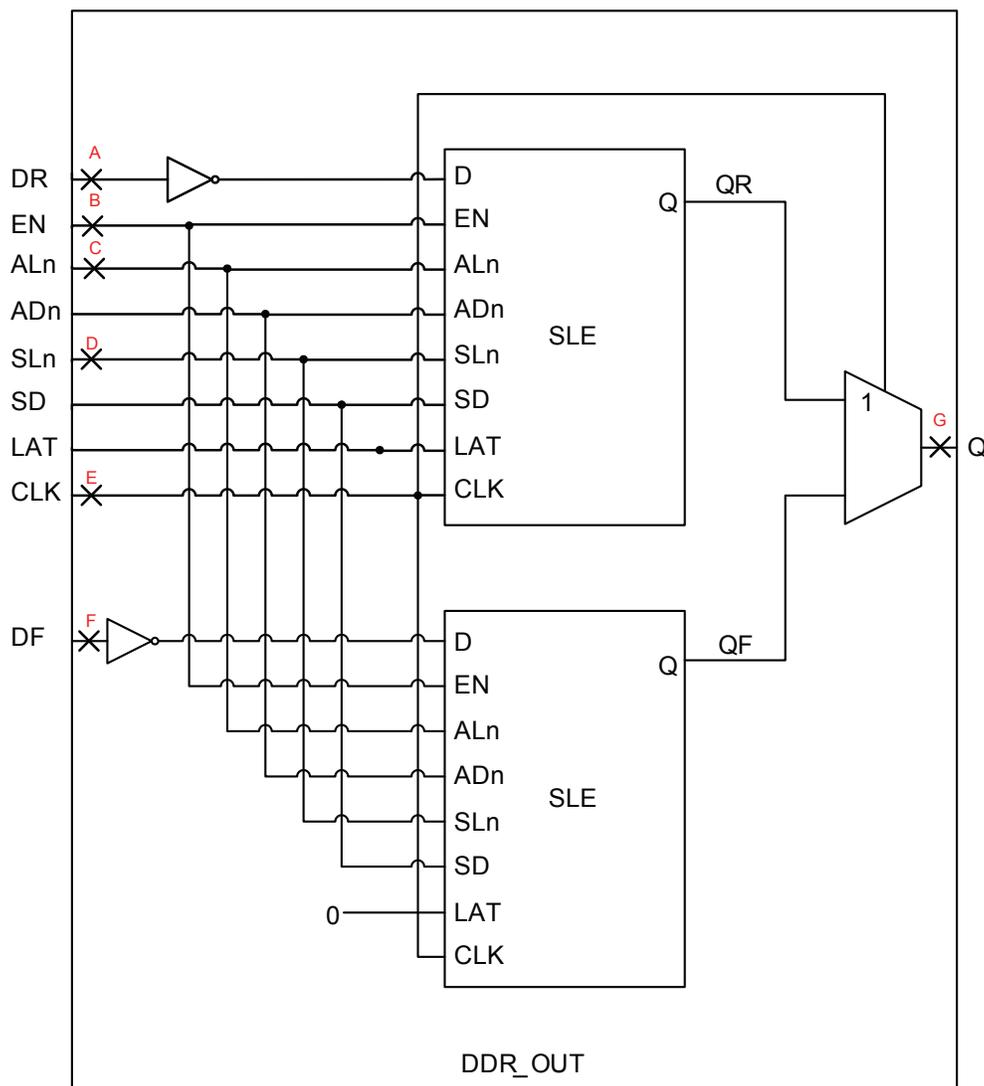 A
DR
B
EN
C
ALn
ADn
D
SLn
SD
LAT
E
CLK
D
EN
ALn
ADn
SLn
SD
LAT
CLK
SLE
Q
QR
1
G
Q
F
DF
D
EN
ALn
ADn
SLn
SD
0
LAT
CLK
SLE
Q
QF
DDR_OUT